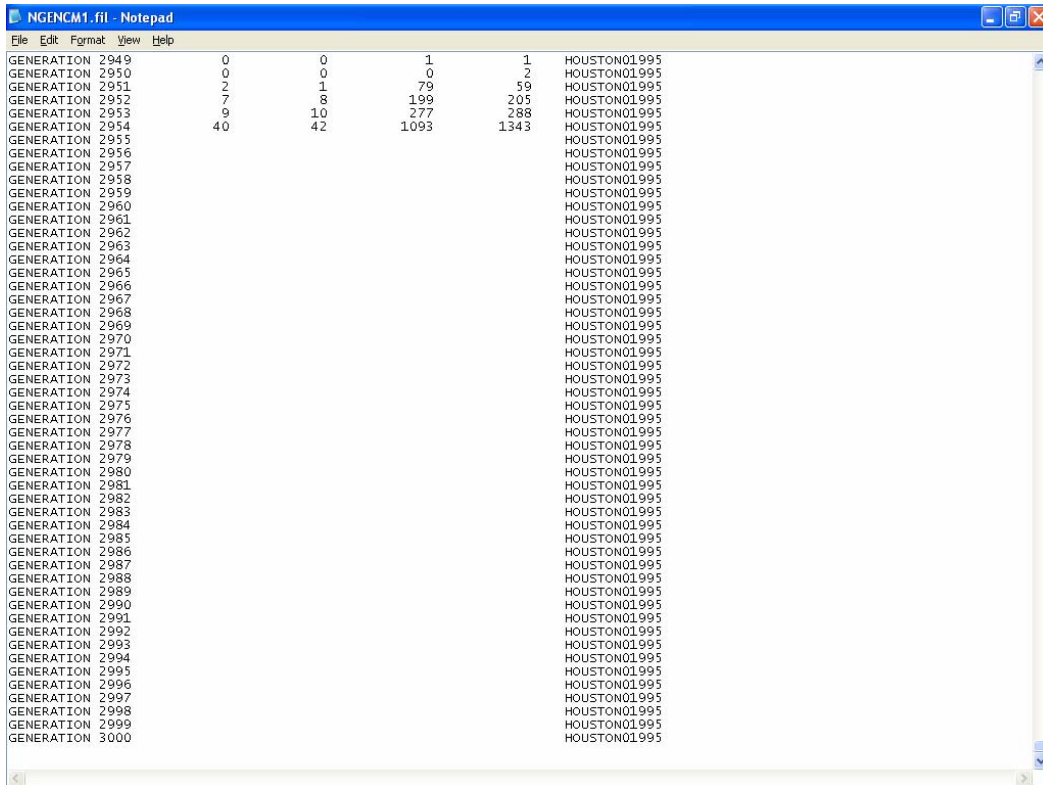 NGENCM1.fil - Notepad
File Edit Format View Help
GENERATION 2949 0 0 1 1 HOUSTON01995
GENERATION 2950 0 0 0 2 HOUSTON01995
GENERATION 2951 2 1 79 59 HOUSTON01995
GENERATION 2952 7 8 199 205 HOUSTON01995
GENERATION 2953 9 10 277 288 HOUSTON01995
GENERATION 2954 40 42 1093 1343 HOUSTON01995
GENERATION 2955 HOUSTON01995
GENERATION 2956 HOUSTON01995
GENERATION 2957 HOUSTON01995
GENERATION 2958 HOUSTON01995
GENERATION 2959 HOUSTON01995
GENERATION 2960 HOUSTON01995
GENERATION 2961 HOUSTON01995
GENERATION 2962 HOUSTON01995
GENERATION 2963 HOUSTON01995
GENERATION 2964 HOUSTON01995
GENERATION 2965 HOUSTON01995
GENERATION 2966 HOUSTON01995
GENERATION 2967 HOUSTON01995
GENERATION 2968 HOUSTON01995
GENERATION 2969 HOUSTON01995
GENERATION 2970 HOUSTON01995
GENERATION 2971 HOUSTON01995
GENERATION 2972 HOUSTON01995
GENERATION 2973 HOUSTON01995
GENERATION 2974 HOUSTON01995
GENERATION 2975 HOUSTON01995
GENERATION 2976 HOUSTON01995
GENERATION 2977 HOUSTON01995
GENERATION 2978 HOUSTON01995
GENERATION 2979 HOUSTON01995
GENERATION 2980 HOUSTON01995
GENERATION 2981 HOUSTON01995
GENERATION 2982 HOUSTON01995
GENERATION 2983 HOUSTON01995
GENERATION 2984 HOUSTON01995
GENERATION 2985 HOUSTON01995
GENERATION 2986 HOUSTON01995
GENERATION 2987 HOUSTON01995
GENERATION 2988 HOUSTON01995
GENERATION 2989 HOUSTON01995
GENERATION 2990 HOUSTON01995
GENERATION 2991 HOUSTON01995
GENERATION 2992 HOUSTON01995
GENERATION 2993 HOUSTON01995
GENERATION 2994 HOUSTON01995
GENERATION 2995 HOUSTON01995
GENERATION 2996 HOUSTON01995
GENERATION 2997 HOUSTON01995
GENERATION 2998 HOUSTON01995
GENERATION 2999 HOUSTON01995
GENERATION 3000 HOUSTON01995